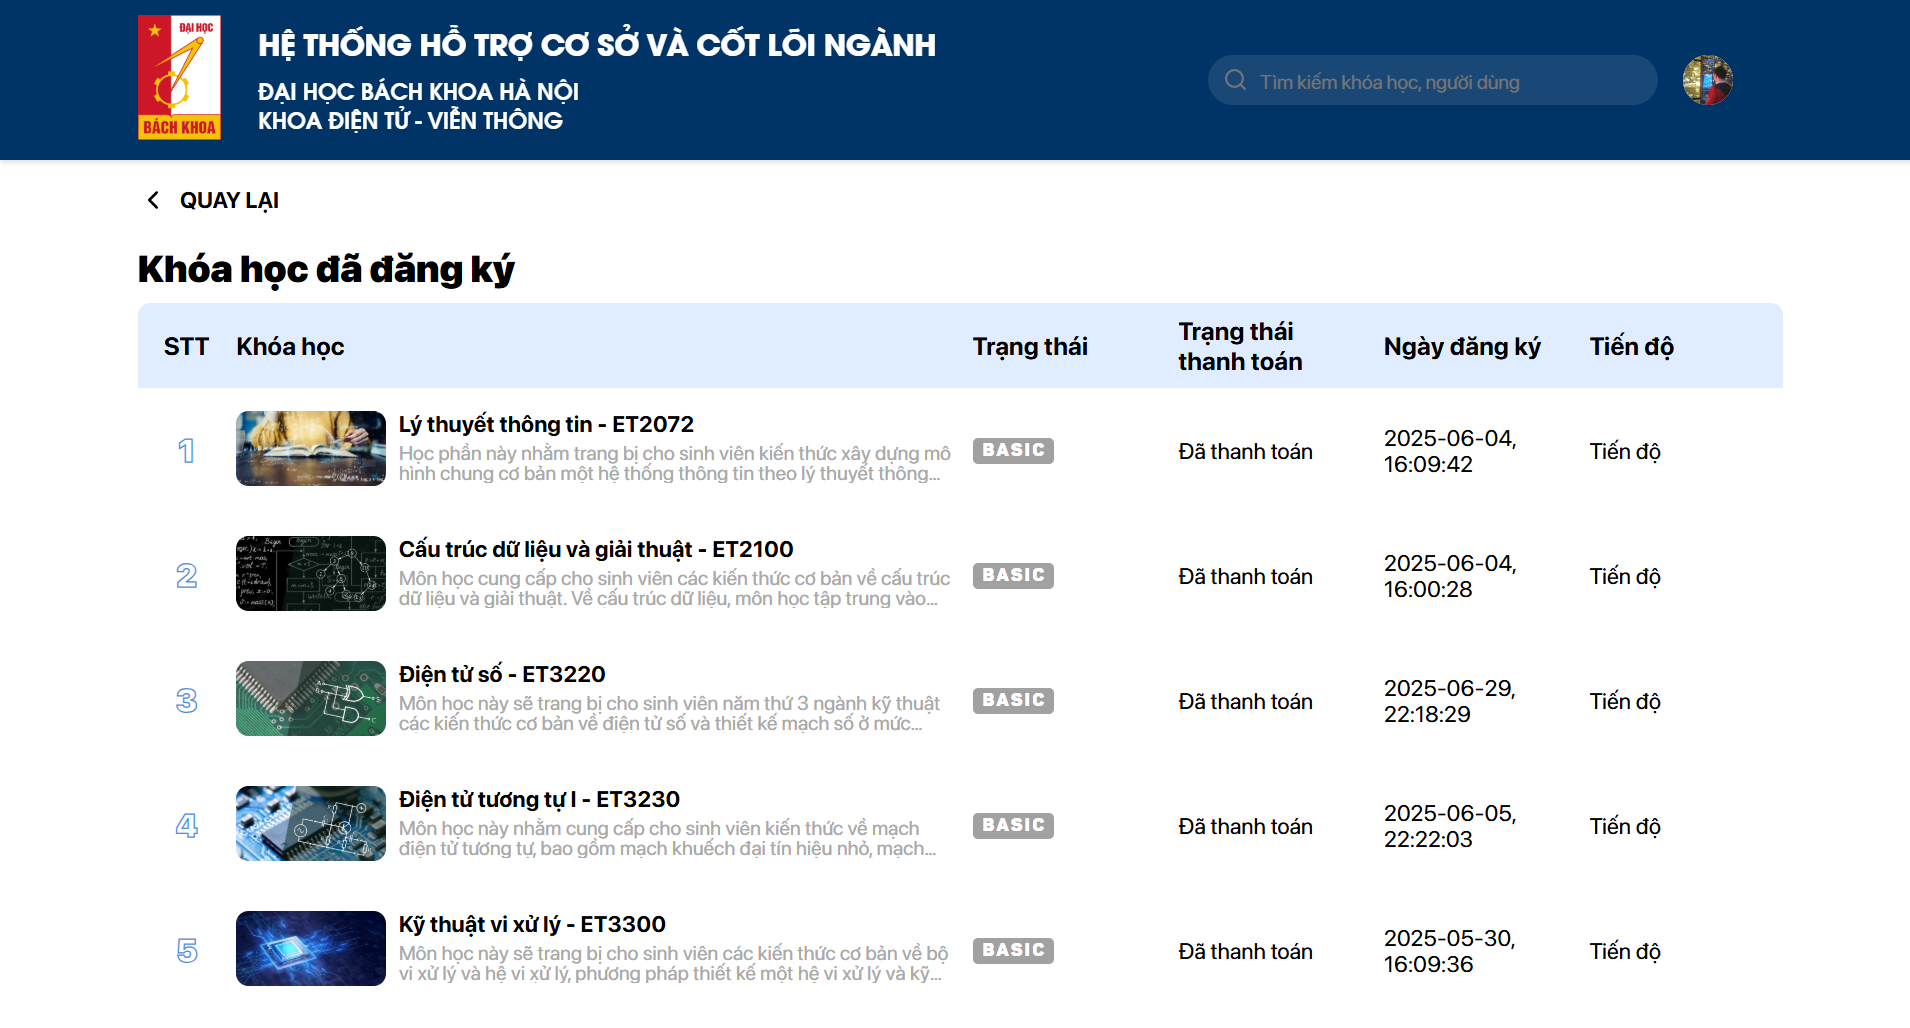 ĐẠI HỌC
BÁCH KHOA
HỆ THỐNG HỖ TRỢ CƠ SỞ VÀ CỐT LÕI NGÀNH
ĐẠI HỌC BÁCH KHOA HÀ NỘI
KHOA ĐIỆN TỬ - VIỄN THÔNG
Tìm kiếm khóa học, người dùng
QUAY LẠI
Khóa học đã đăng ký
STT Khóa học Trạng thái Trạng thái thanh toán Ngày đăng ký Tiến độ
1
Lý thuyết thông tin - ET2072
Học phần này nhằm trang bị cho sinh viên kiến thức xây dựng mô
hình chung cơ bản một hệ thống thông tin theo lý thuyết thông...
BASIC
Đã thanh toán
2025-06-04,
16:09:42
Tiến độ
2
Cấu trúc dữ liệu và giải thuật - ET2100
Môn học cung cấp cho sinh viên các kiến thức cơ bản về cấu trúc
dữ liệu và giải thuật. Về cấu trúc dữ liệu, môn học tập trung vào...
BASIC
Đã thanh toán
2025-06-04,
16:00:28
Tiến độ
3
Điện tử số - ET3220
Môn học này sẽ trang bị cho sinh viên năm thứ 3 ngành kỹ thuật
các kiến thức cơ bản về điện tử số và thiết kế mạch số ở mức...
BASIC
Đã thanh toán
2025-06-29,
22:18:29
Tiến độ
4
Điện tử tương tự I - ET3230
Môn học này nhằm cung cấp cho sinh viên kiến thức về mạch
điện tử tương tự, bao gồm mạch khuếch đại tín hiệu nhỏ, mạch...
BASIC
Đã thanh toán
2025-06-05,
22:22:03
Tiến độ
5
Kỹ thuật vi xử lý - ET3300
Môn học này sẽ trang bị cho sinh viên các kiến thức cơ bản về bộ
vi xử lý và hệ vi xử lý, phương pháp thiết kế một hệ vi xử lý và kỹ...
BASIC
Đã thanh toán
2025-05-30,
16:09:36
Tiến độ